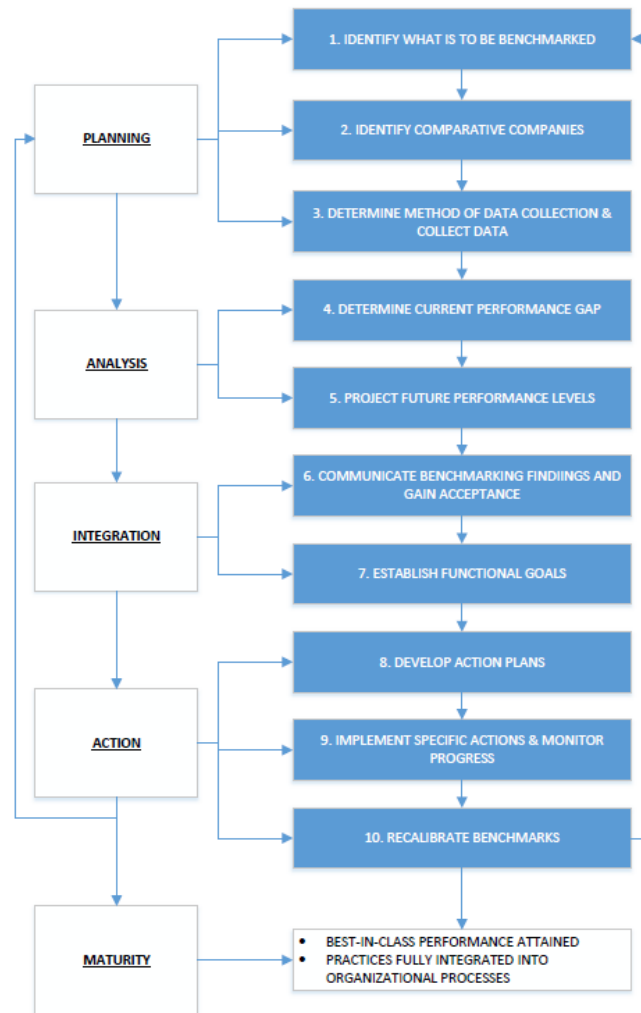 1. IDENTIFY WHAT IS TO BE BENCHMARKED
PLANNING
2. IDENTIFY COMPARATIVE COMPANIES
3. DETERMINE METHOD OF DATA COLLECTION &
COLLECT DATA
4. DETERMINE CURRENT PERFORMANCE GAP
ANALYSIS
5. PROJECT FUTURE PERFORMANCE LEVELS
6. COMMUNICATE BENCHMARKING FINDIINGS AND
GAIN ACCEPTANCE
INTEGRATION
7. ESTABLISH FUNCTIONAL GOALS
8. DEVELOP ACTION PLANS
ACTION
9. IMPLEMENT SPECIFIC ACTIONS & MONITOR
PROGRESS
10. RECALIBRATE BENCHMARKS
MATURITY
• BEST-IN-CLASS PERFORMANCE ATTAINED
• PRACTICES FULLY INTEGRATED INTO
ORGANIZATIONAL PROCESSES